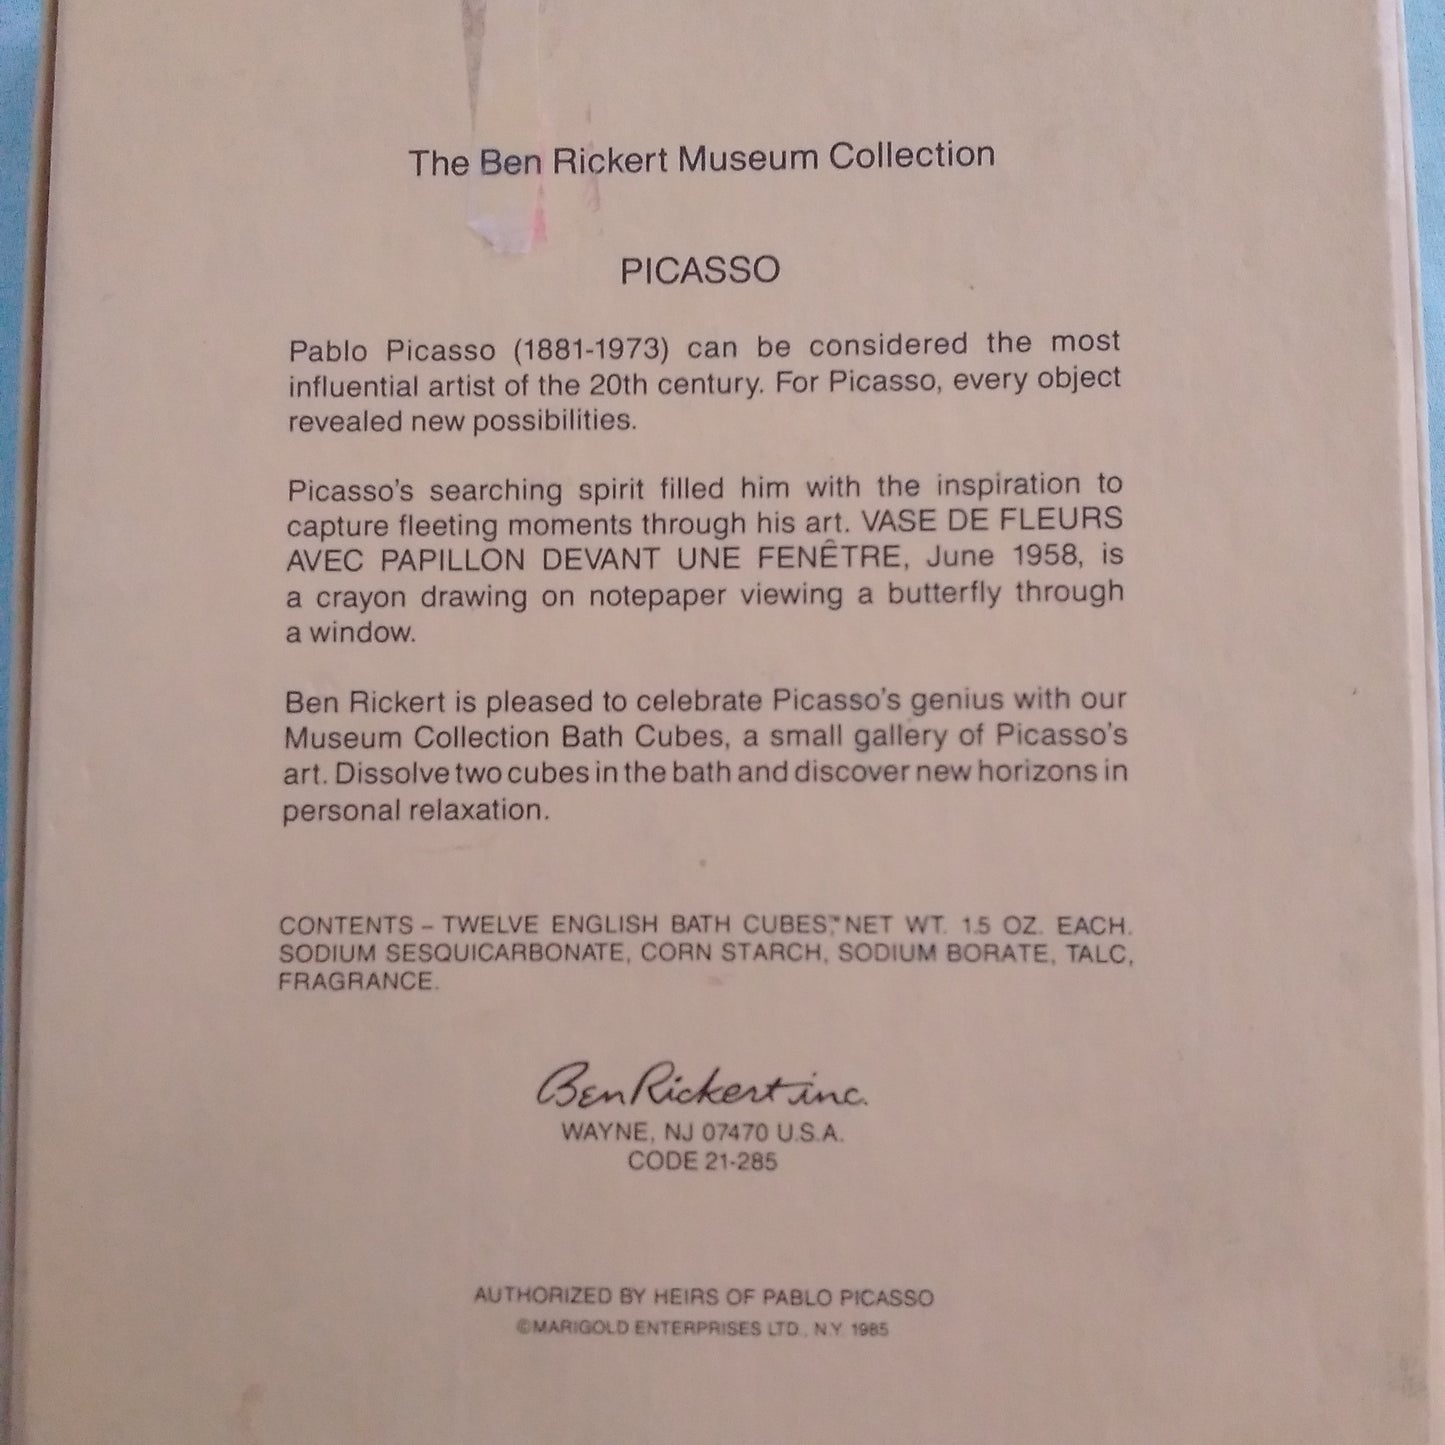 The Ben Rickert Museum Collection
PICASSO
Pablo Picasso (1881-1973) can be considered the most
influential artist of the 20th century. For Picasso, every object
revealed new possibilities.
Picasso's searching spirit filled him with the inspiration to
capture fleeting moments through his art. VASE DE FLEURS
AVEC PAPILLON DEVANT UNE FENÊTRE, June 1958, is
a crayon drawing on notepaper viewing a butterfly through
a window.
Ben Rickert is pleased to celebrate Picasso's genius with our
Museum Collection Bath Cubes, a small gallery of Picasso's
art. Dissolve two cubes in the bath and discover new horizons in
personal relaxation.
CONTENTS – TWELVE ENGLISH BATH CUBES,™ NET WT. 1.5 OZ. EACH.
SODIUM SESQUICARBONATE, CORN STARCH, SODIUM BORATE, TALC,
FRAGRANCE.
Ben Rickert inc.
WAYNE, NJ 07470 U.S.A.
CODE 21-285
AUTHORIZED BY HEIRS OF PABLO PICASSO
©MARIGOLD ENTERPRISES LTD., N.Y. 1985